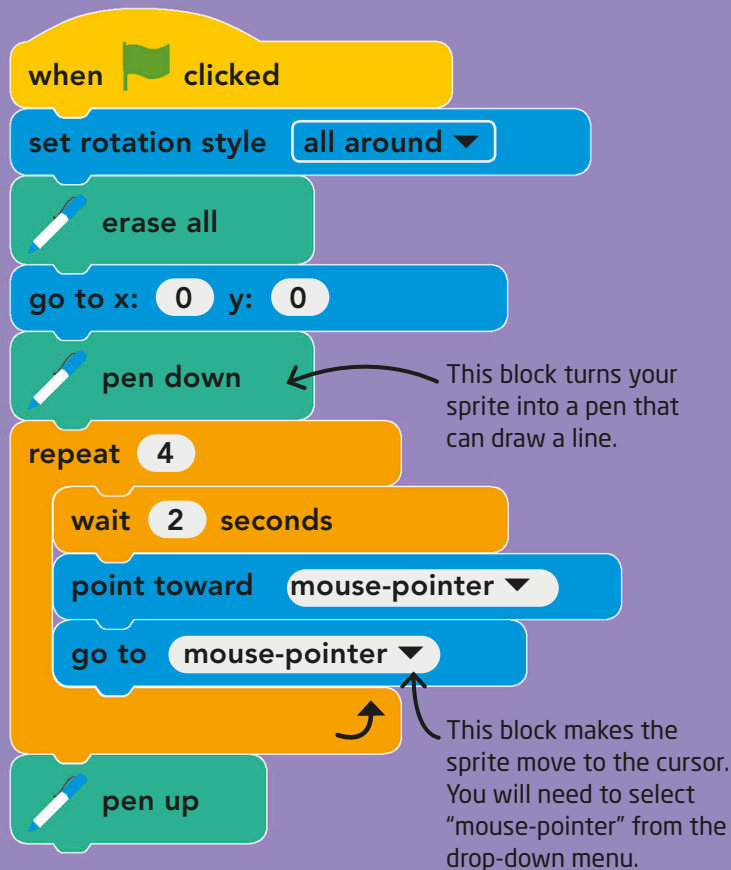 when clicked
set rotation style all around
erase all
go to x: 0 y: 0
pen down
This block turns your
sprite into a pen that
can draw a line.
repeat 4
wait 2 seconds
point toward mouse-pointer
go to mouse-pointer
This block makes the
sprite move to the cursor.
You will need to select
“mouse-pointer” from the
drop-down menu.
pen up